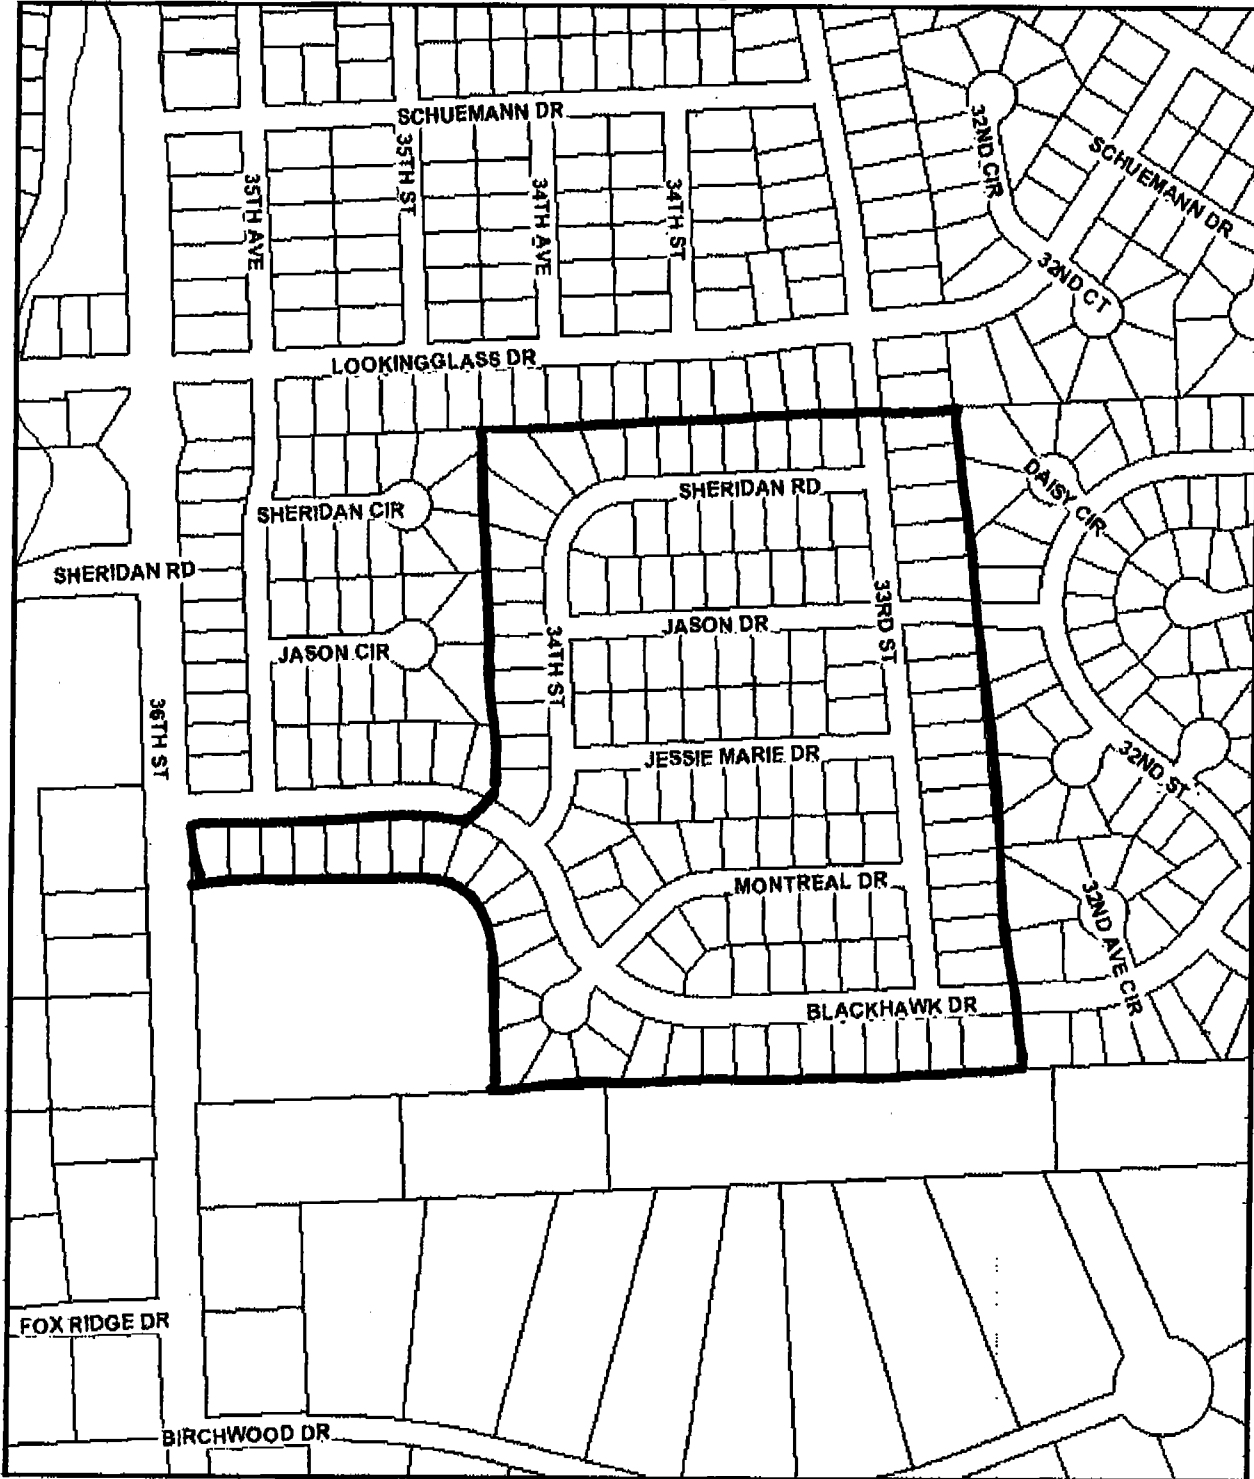 SCHUEMANN DR
32ND CIR
SCHUEMANN DR
35TH ST
35TH AVE
34TH AVE
34TH ST
32ND CT
LOOKINGGLASS DR
DAISY CIR
SHERIDAN RD
SHERIDAN CIR
SHERIDAN RD
33RD ST
JASON DR
34TH ST
JASON CIR
36TH ST
JESSIE MARIE DR
32ND ST
MONTREAL DR
32ND AVE CIR
BLACKHAWK DR
FOX RIDGE DR
BIRCHWOOD DR